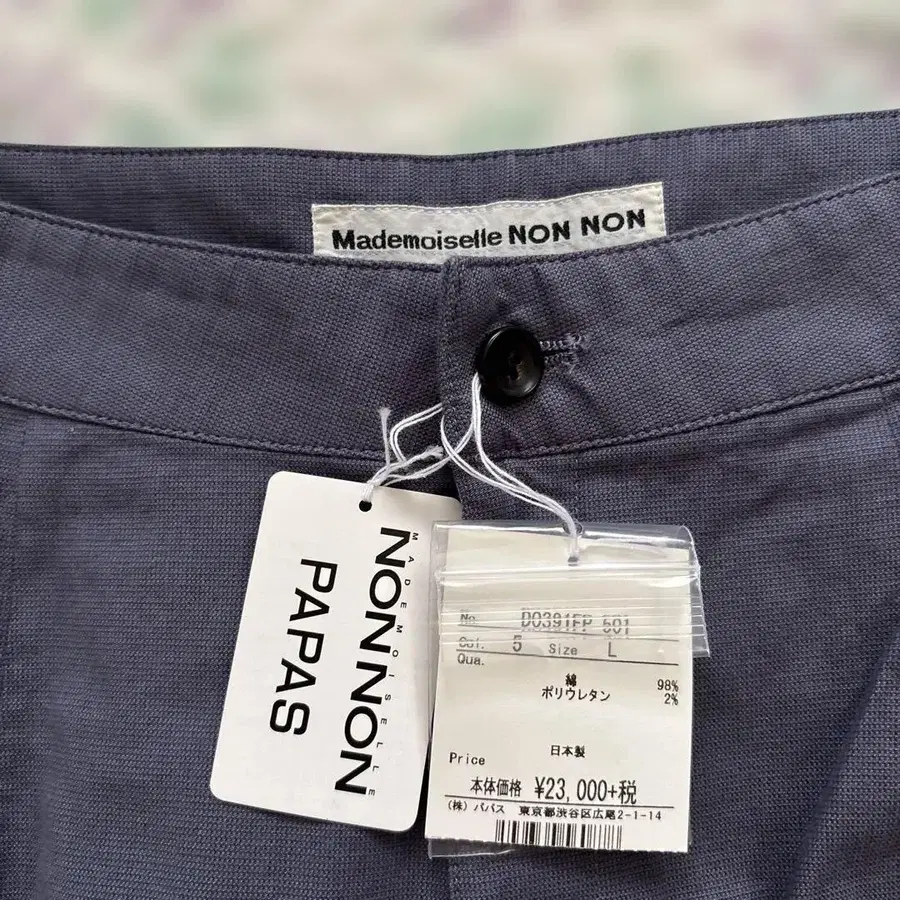 Mademoiselle NON NON
MADEMOISELLE
NON NON
PAPAS
No. D0391FP 501
Col. 5 Size L
Qua.
綿 98%
ポリウレタン 2%
日本製
Price
本体価格 ¥23,000+税
(株) パパス 東京都渋谷区広尾2-1-14